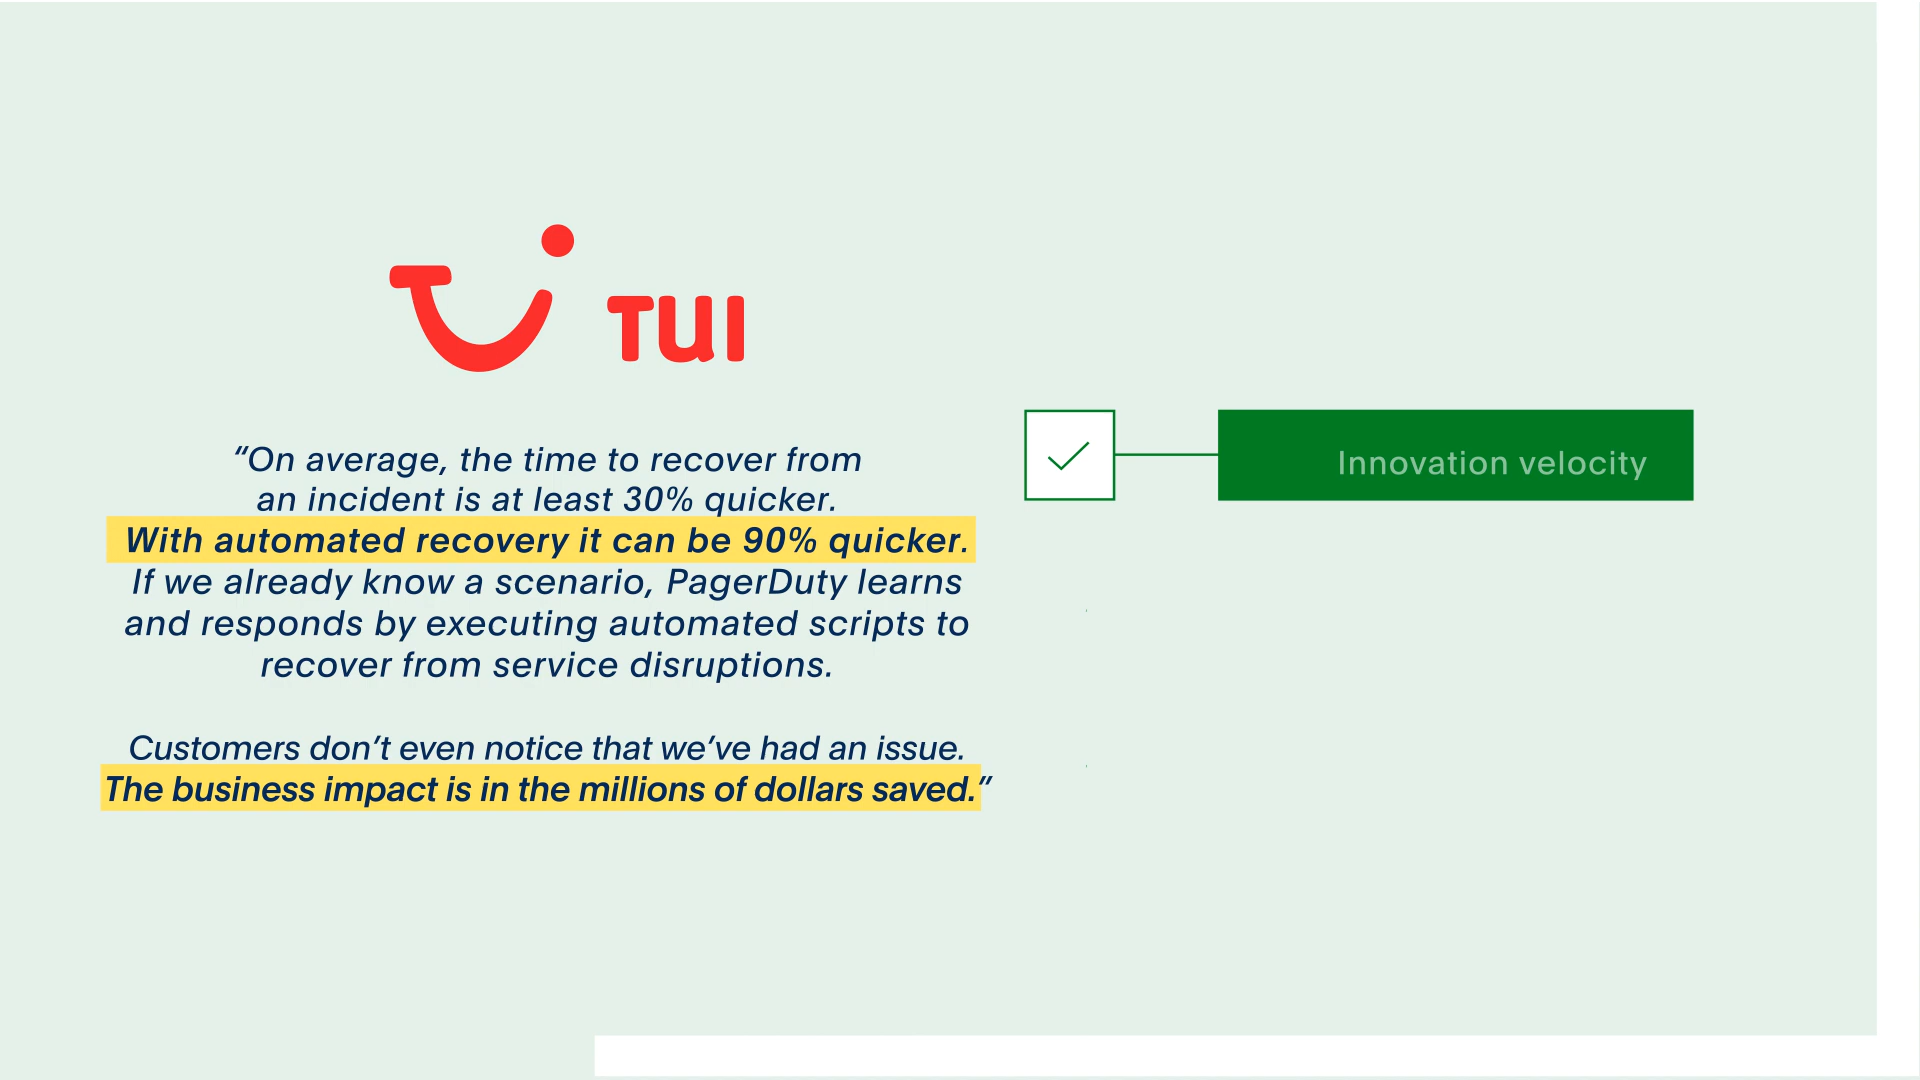 TUI
“On average, the time to recover from
an incident is at least 30% quicker.
With automated recovery it can be 90% quicker.
If we already know a scenario, PagerDuty learns
and responds by executing automated scripts to
recover from service disruptions.
Customers don’t even notice that we’ve had an issue.
The business impact is in the millions of dollars saved.”
Innovation velocity